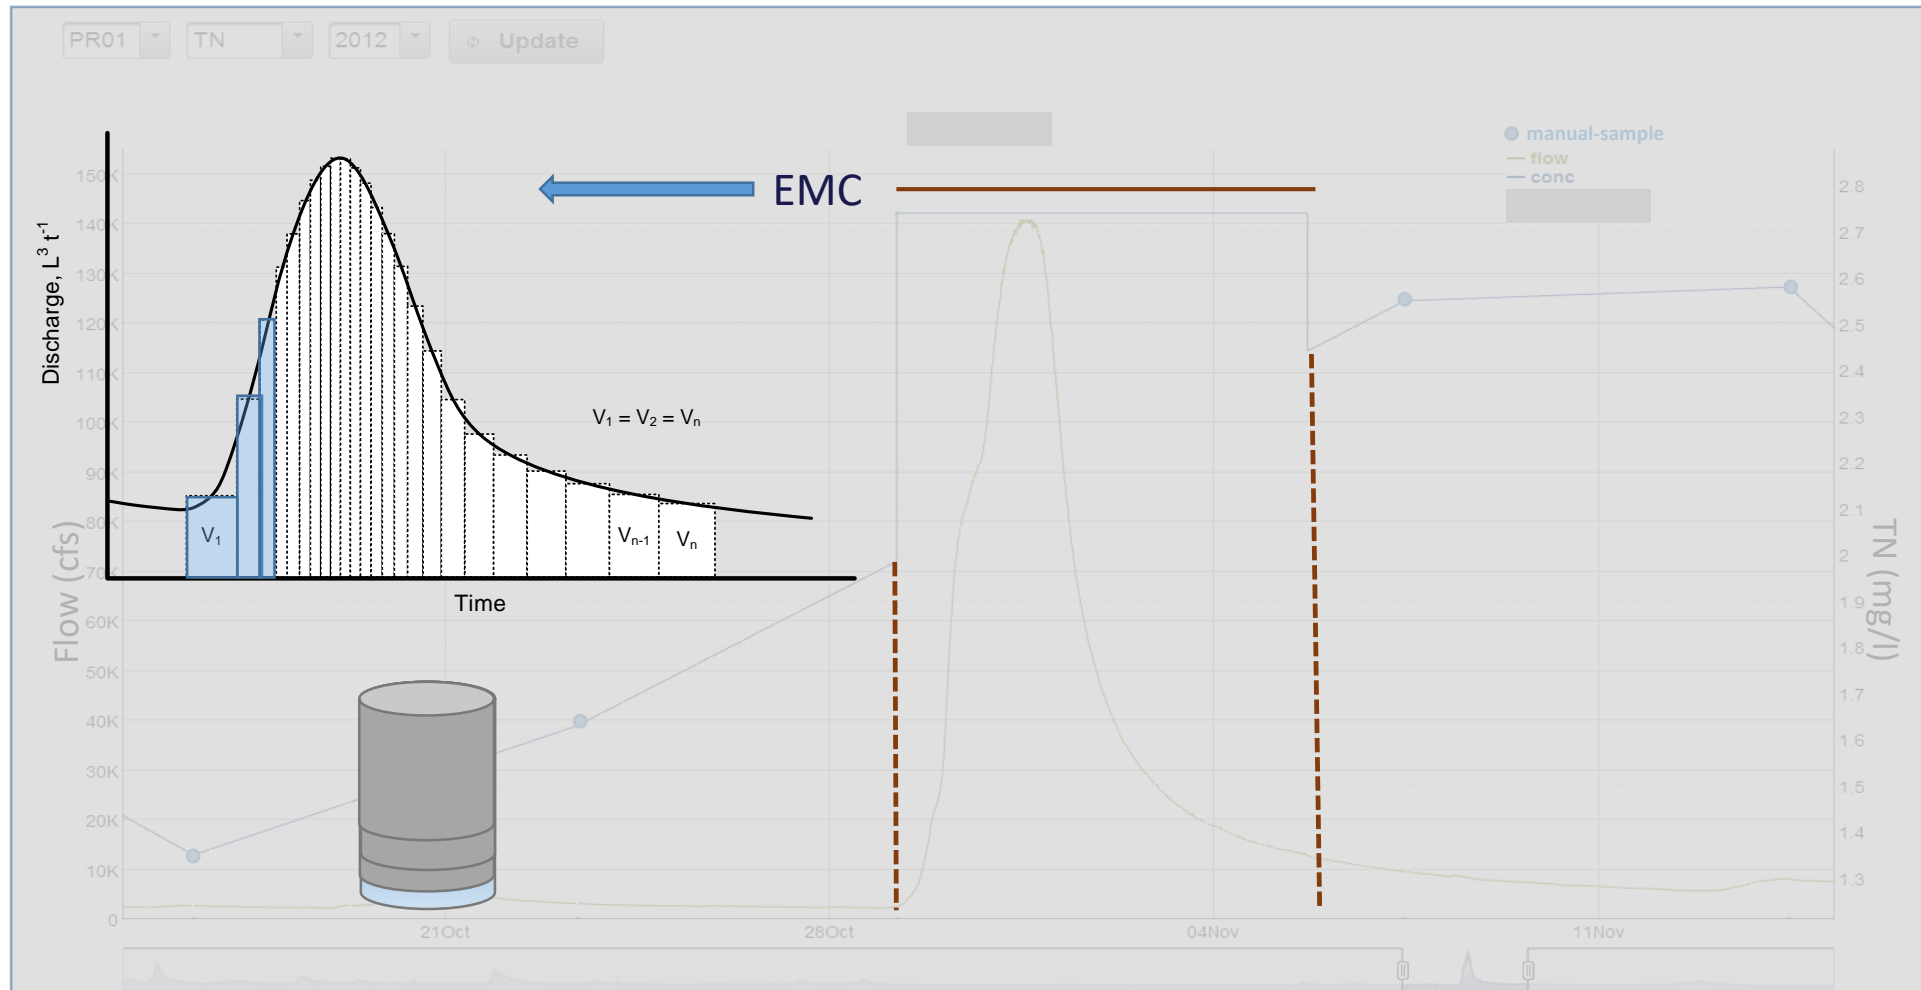 PR01 TN 2012 Update
manual-sample
flow
conc
EMC
Discharge, L³ t⁻¹
V₁ = V₂ = Vₙ
V₁
Vₙ₋₁
Vₙ
Time
Flow (cfs)
150K
140K
130K
120K
110K
100K
90K
80K
70K
60K
50K
40K
30K
20K
10K
0
TN (mg/l)
2.8
2.7
2.6
2.5
2.4
2.3
2.2
2.1
2
1.9
1.8
1.7
1.6
1.5
1.4
1.3
21Oct 28Oct 04Nov 11Nov